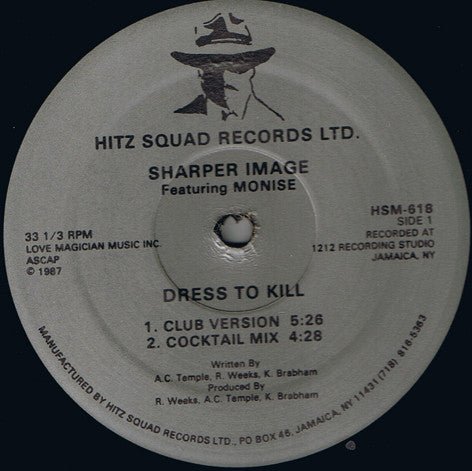 HITZ SQUAD RECORDS LTD.
SHARPER IMAGE
Featuring MONISE
33 1/3 RPM
LOVE MAGICIAN MUSIC INC.
ASCAP
© 1987
HSM-618
SIDE 1
RECORDED AT
1212 RECORDING STUDIO
JAMAICA, NY
DRESS TO KILL
1. CLUB VERSION 5:26
2. COCKTAIL MIX 4:28
Written By
A.C. Temple, R. Weeks, K. Brabham
Produced By
R. Weeks, A.C. Temple, K. Brabham
MANUFACTURED BY HITZ SQUAD RECORDS LTD., PO BOX 46, JAMAICA, NY 11431 (718) 818-5363